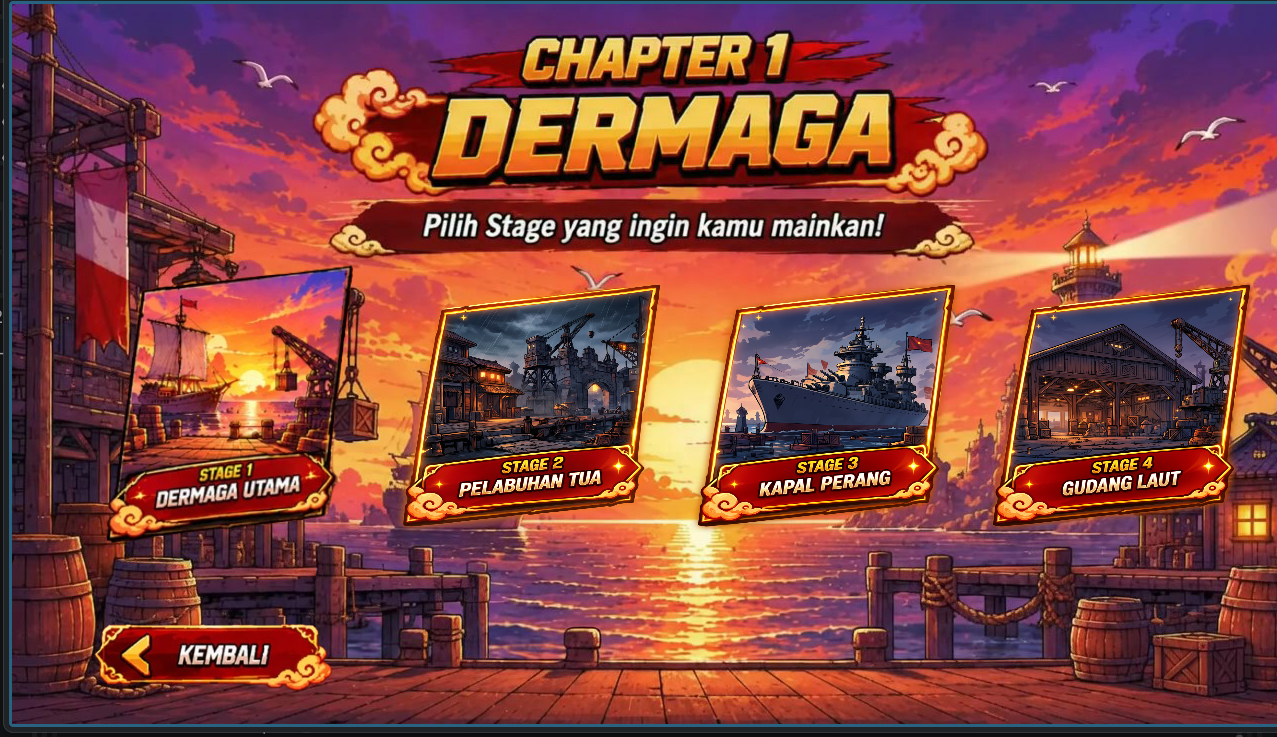 CHAPTER 1
DERMAGA
Pilih Stage yang ingin kamu mainkan!
STAGE 1
DERMAGA UTAMA
STAGE 2
PELABUHAN TUA
STAGE 3
KAPAL PERANG
STAGE 4
GUDANG LAUT
KEMBALI